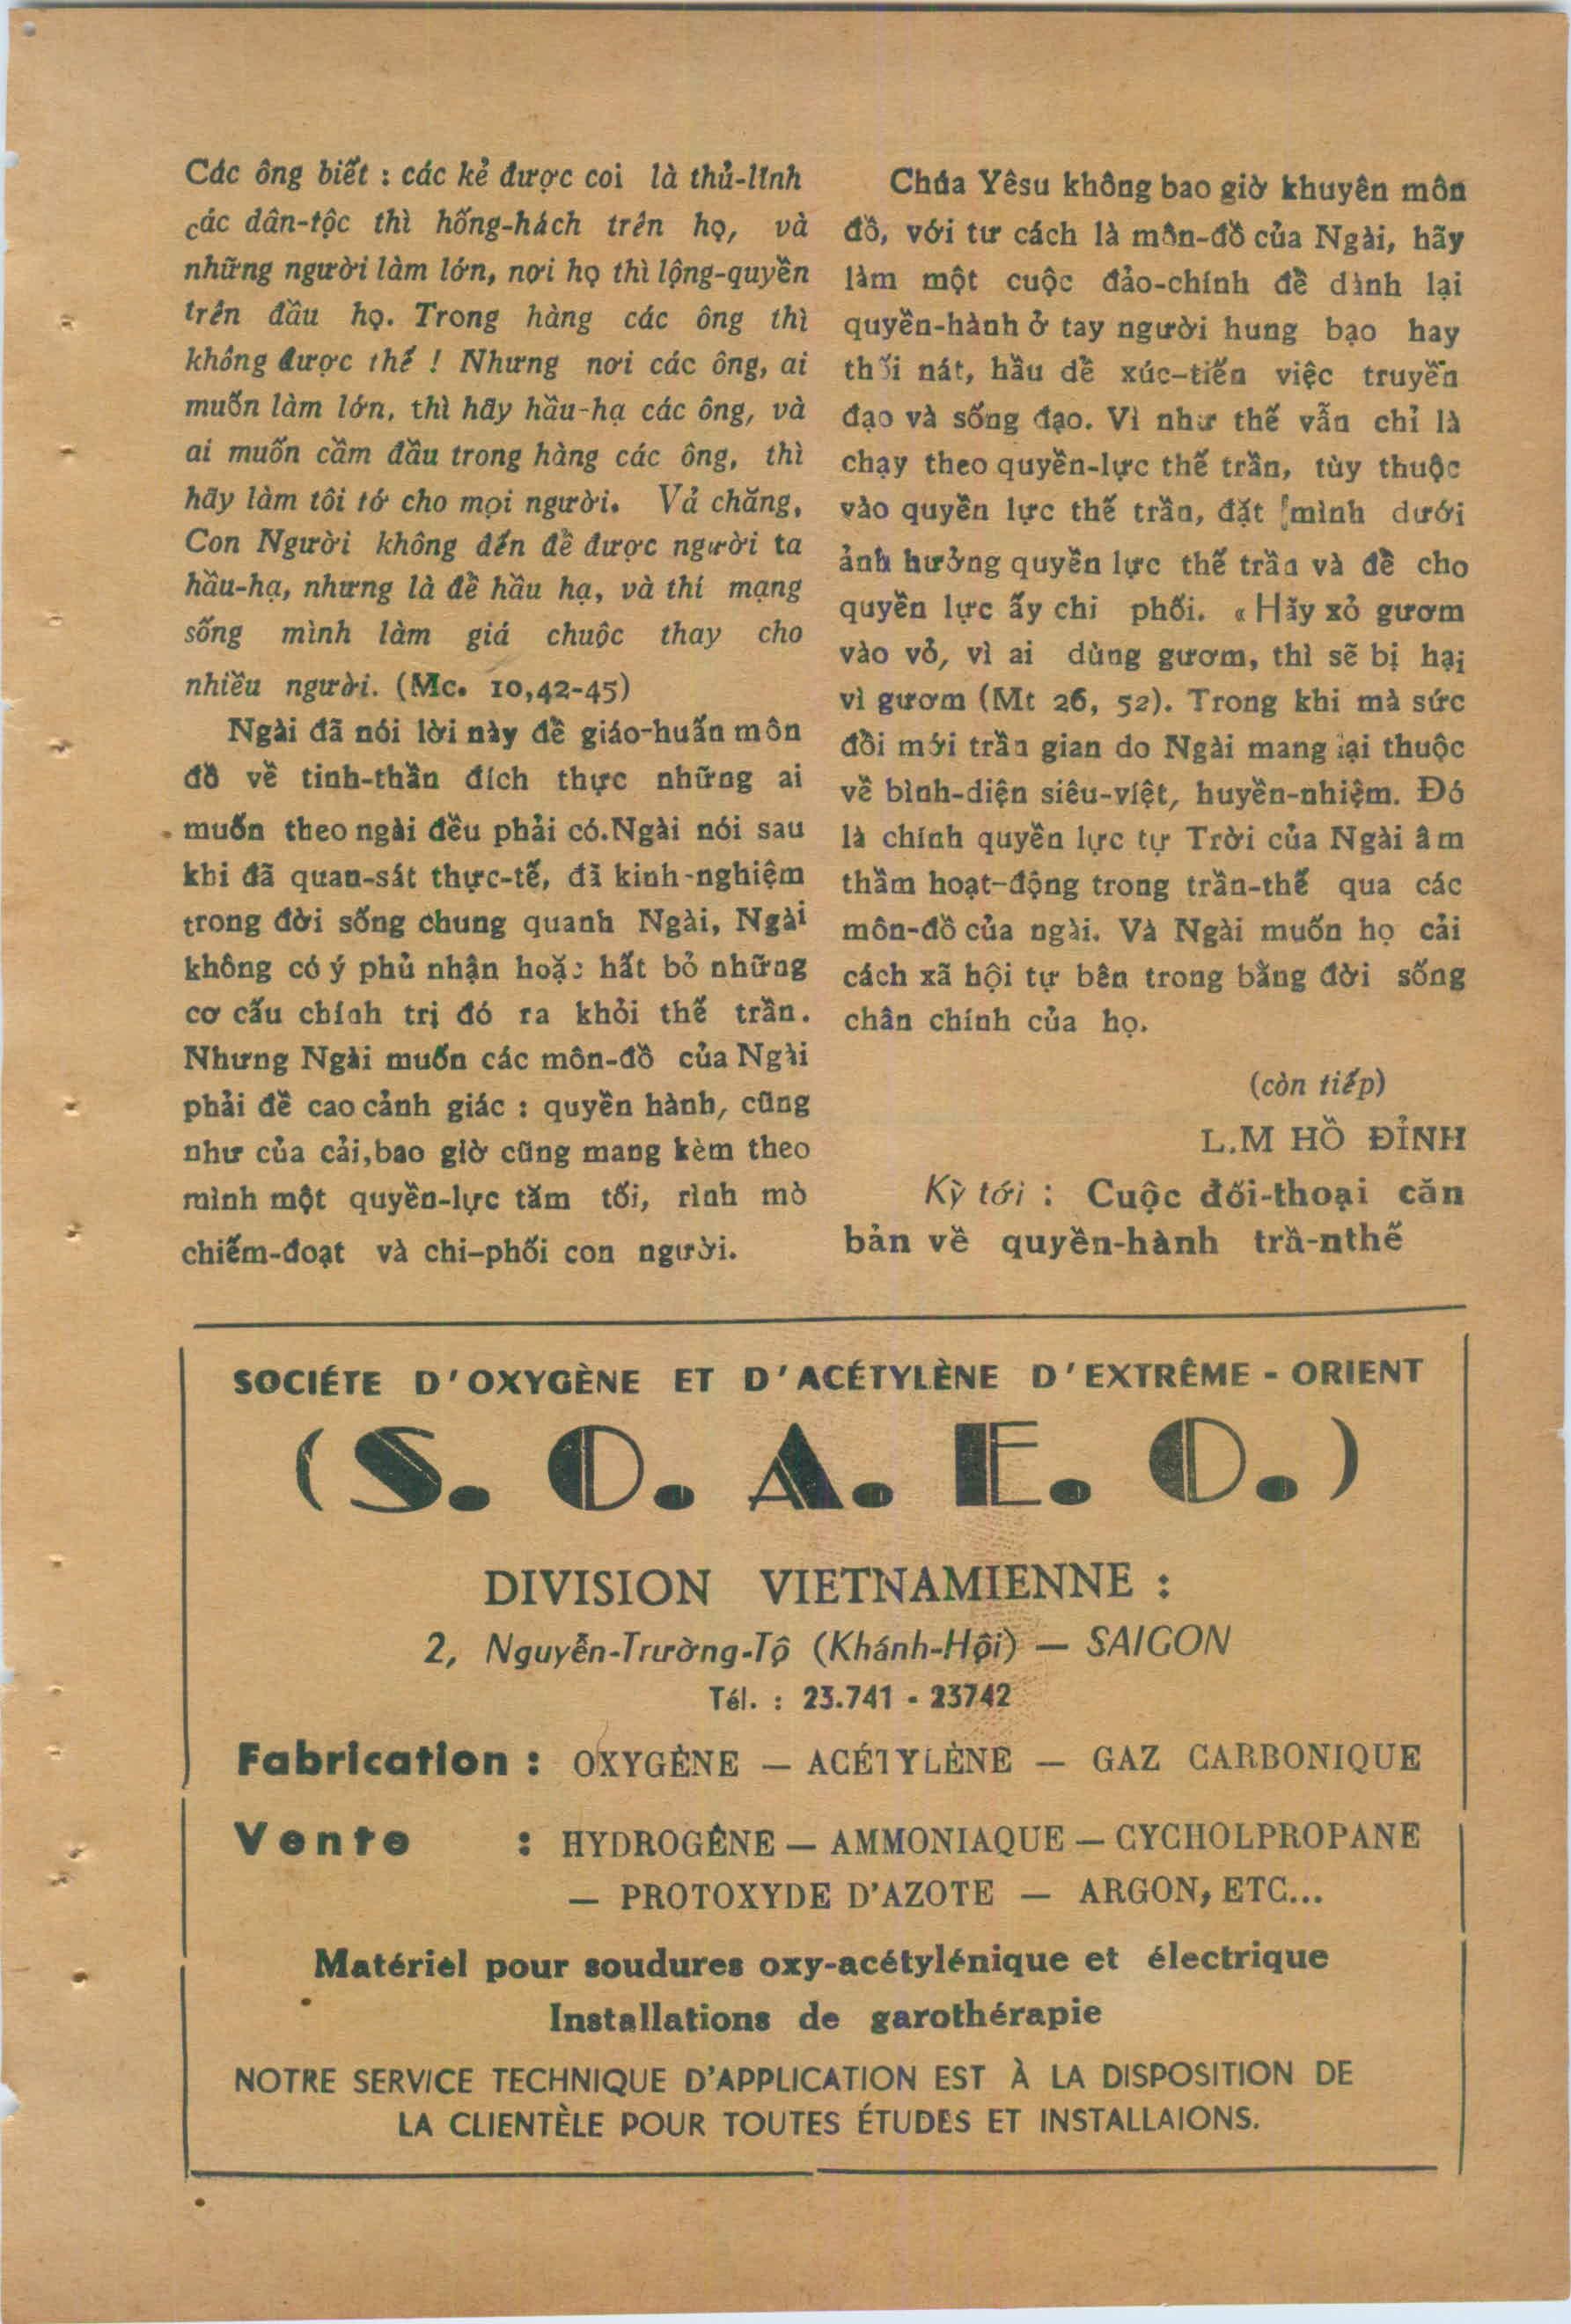 Các ông biết : các kẻ được coi là thủ-lĩnh
các dân-tộc thì hống-hách trên họ, và
những người làm lớn, nơi họ thì lộng-quyền
trên đầu họ. Trong hàng các ông thì
không được thế ! Nhưng nơi các ông, ai
muốn làm lớn, thì hãy hầu-hạ các ông, và
ai muốn cầm đầu trong hàng các ông, thì
hãy làm tôi tớ cho mọi người. Vả chăng,
Con Người không đến để được người ta
hầu-hạ, nhưng là để hầu hạ, và thí mạng
sống mình làm giá chuộc thay cho
nhiều người. (Mc. 10,42-45)
Ngài đã nói lời này để giáo-huấn môn
đồ về tinh-thần đích thực những ai
muốn theo ngài đều phải có.Ngài nói sau
khi đã quan-sát thực-tế, đã kinh-nghiệm
trong đời sống chung quanh Ngài, Ngài
không có ý phủ nhận hoặc hất bỏ những
cơ cấu chính trị đó ra khỏi thế trần.
Nhưng Ngài muốn các môn-đồ của Ngài
phải đề cao cảnh giác : quyền hành, cũng
như của cải,bao giờ cũng mang kèm theo
mình một quyền-lực tăm tối, rình mò
chiếm-đoạt và chi-phối con người.
Chúa Yêsu không bao giờ khuyên môn
đồ, với tư cách là môn-đồ của Ngài, hãy
làm một cuộc đảo-chính để dành lại
quyền-hành ở tay người hung bạo hay
thối nát, hầu dề xúc-tiến việc truyền
đạo và sống đạo. Vì như thế vẫn chỉ là
chạy theo quyền-lực thế trần, tùy thuộc
vào quyền lực thế trần, đặt mình dưới
ảnh hưởng quyền lực thế trần và để cho
quyền lực ấy chi phối. « Hãy xỏ gươm
vào vỏ, vì ai dùng gươm, thì sẽ bị hại
vì gươm (Mt 26, 52). Trong khi mà sức
đổi mới trần gian do Ngài mang lại thuộc
về bình-diện siêu-việt, huyền-nhiệm. Đó
là chính quyền lực tự Trời của Ngài âm
thầm hoạt-động trong trần-thế qua các
môn-đồ của ngài. Và Ngài muốn họ cải
cách xã hội tự bên trong bằng đời sống
chân chính của họ.
(còn tiếp)
L.M HỒ ĐỈNH
Kỳ tới : Cuộc đối-thoại căn
bản về quyền-hành trầ-nthế
SOCIÉTE D'OXYGÈNE ET D'ACÉTYLÈNE D'EXTRÊME - ORIENT
(S. O. A. E. O.)
DIVISION VIETNAMIENNE :
2, Nguyễn-Trường-Tộ (Khánh-Hội) — SAIGON
Tél. : 23.741 - 23742
Fabrication : OXYGÈNE — ACÉTYLÈNE — GAZ CARBONIQUE
Vente : HYDROGÊNE — AMMONIAQUE — CYCHOLPROPANE
— PROTOXYDE D'AZOTE — ARGON, ETC...
Matériel pour soudures oxy-acétylénique et électrique
Installations de garothérapie
NOTRE SERVICE TECHNIQUE D'APPLICATION EST À LA DISPOSITION DE
LA CLIENTÈLE POUR TOUTES ÉTUDES ET INSTALLAIONS.